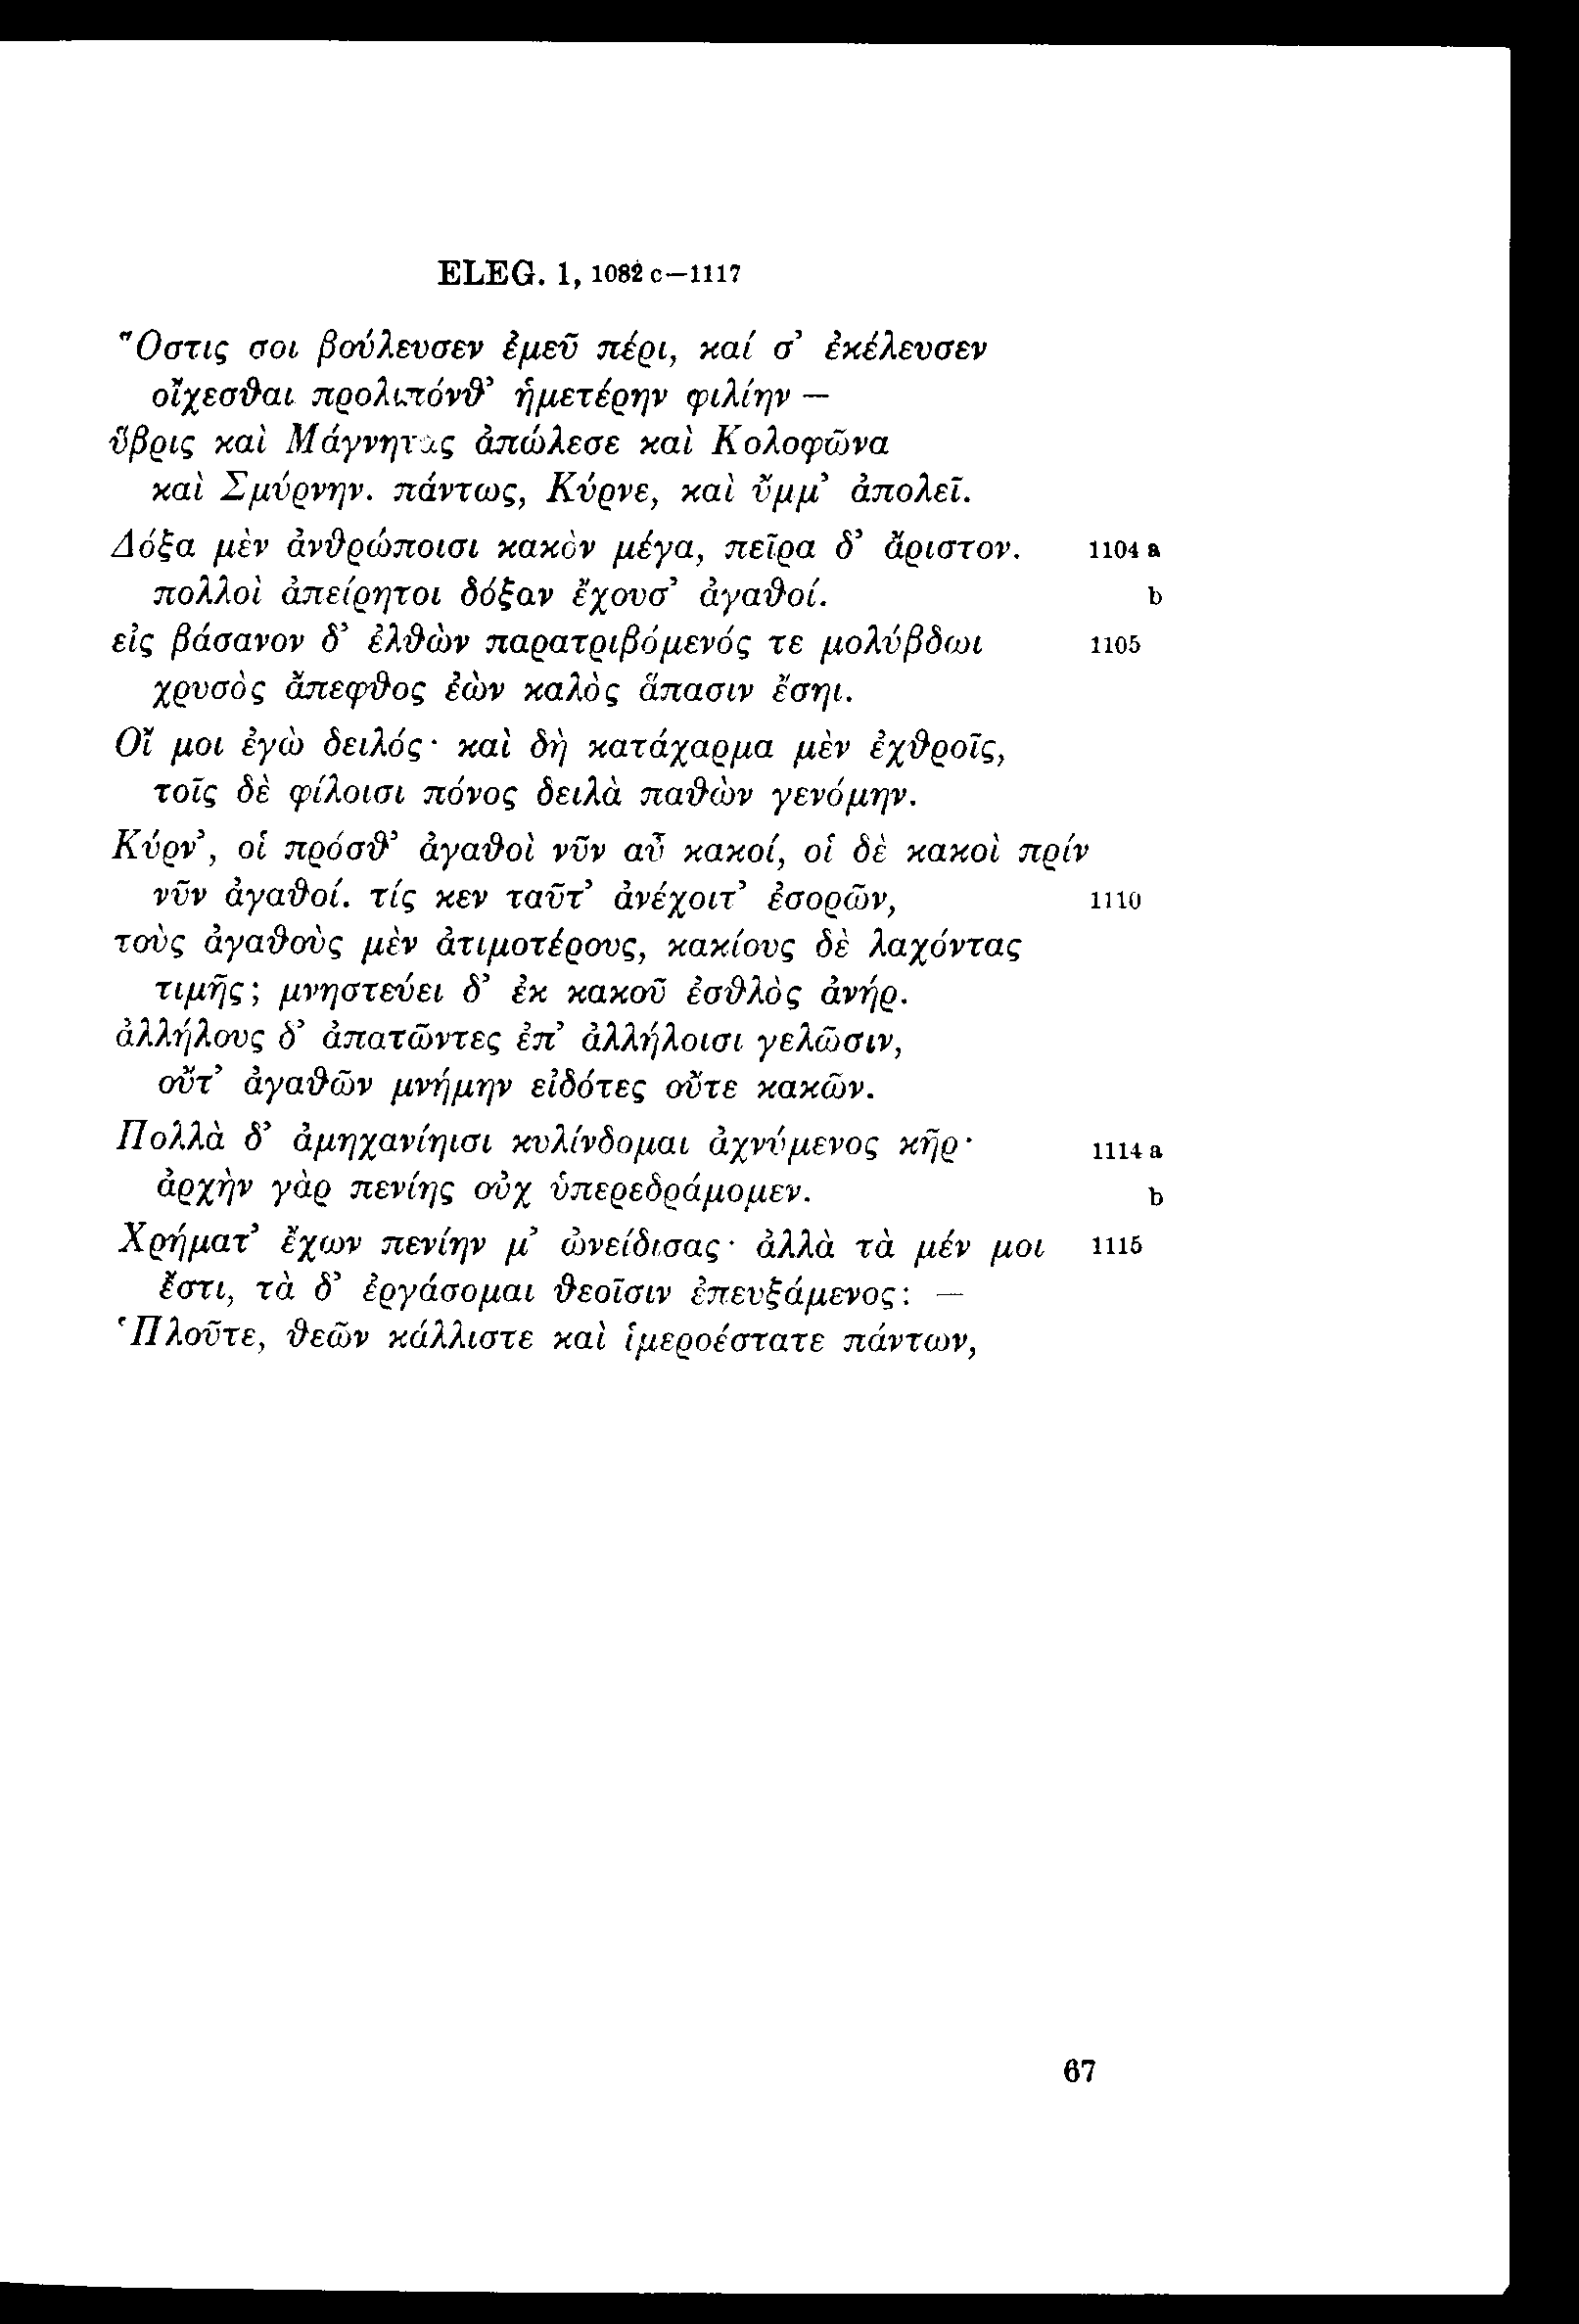 ELEG. 1, 1082 c—1117
Ὅστις σοι βούλευσεν ἐμεῦ πέρι, καί σ’ ἐκέλευσεν
οἴχεσθαι προλιπόνθ’ ἡμετέρην φιλίην —
ὕβρις καὶ Μάγνητας ἀπώλεσε καὶ Κολοφῶνα
καὶ Σμύρνην. πάντως, Κύρνε, καὶ ὔμμ’ ἀπολεῖ.
Δόξα μὲν ἀνθρώποισι κακὸν μέγα, πεῖρα δ’ ἄριστον. 1104 a
πολλοὶ ἀπείρητοι δόξαν ἔχουσ’ ἀγαθοί. b
εἰς βάσανον δ’ ἐλθὼν παρατριβόμενός τε μολύβδωι 1105
χρυσὸς ἄπεφθος ἐὼν καλὸς ἅπασιν ἔσηι.
Οἴ μοι ἐγὼ δειλός· καὶ δὴ κατάχαρμα μὲν ἐχθροῖς,
τοῖς δὲ φίλοισι πόνος δειλὰ παθὼν γενόμην.
Κύρν’, οἱ πρόσθ’ ἀγαθοὶ νῦν αὖ κακοί, οἱ δὲ κακοὶ πρίν
νῦν ἀγαθοί. τίς κεν ταῦτ’ ἀνέχοιτ’ ἐσορῶν, 1110
τοὺς ἀγαθοὺς μὲν ἀτιμοτέρους, κακίους δὲ λαχόντας
τιμῆς; μνηστεύει δ’ ἐκ κακοῦ ἐσθλὸς ἀνήρ.
ἀλλήλους δ’ ἀπατῶντες ἐπ’ ἀλλήλοισι γελῶσιν,
οὔτ’ ἀγαθῶν μνήμην εἰδότες οὔτε κακῶν.
Πολλὰ δ’ ἀμηχανίηισι κυλίνδομαι ἀχνύμενος κῆρ· 1114 a
ἀρχὴν γὰρ πενίης οὐχ ὑπερεδράμομεν. b
Χρήματ’ ἔχων πενίην μ’ ὠνείδισας· ἀλλὰ τὰ μέν μοι 1115
ἔστι, τὰ δ’ ἐργάσομαι θεοῖσιν ἐπευξάμενος: —
‛Πλοῦτε, θεῶν κάλλιστε καὶ ἱμεροέστατε πάντων,
67